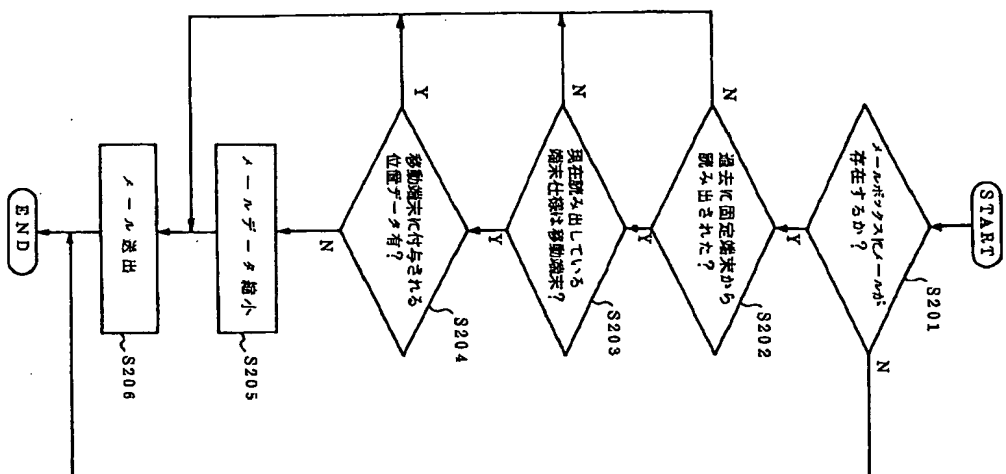 START
メールボックスにメールが
存在するか？
S201
N
Y
過去に固定端末から
読み出された？
S202
N
Y
現在読み出している
端末仕様は移動端末？
S203
N
Y
移動端末に付与される
位置データ有？
S204
Y
N
メールデータ縮小
S205
メール送出
S206
END